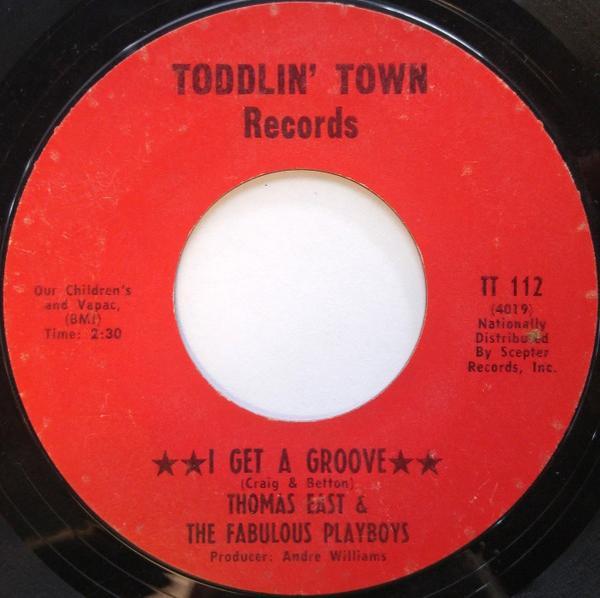 TODDLIN' TOWN
Records
Our Children's
and Vapac,
(BMI)
Time: 2:30
TT 112
(4019)
Nationally
Distributed
By Scepter
Records, Inc.
★★I GET A GROOVE★★
(Craig & Betton)
THOMAS EAST &
THE FABULOUS PLAYBOYS
Producer: Andre Williams